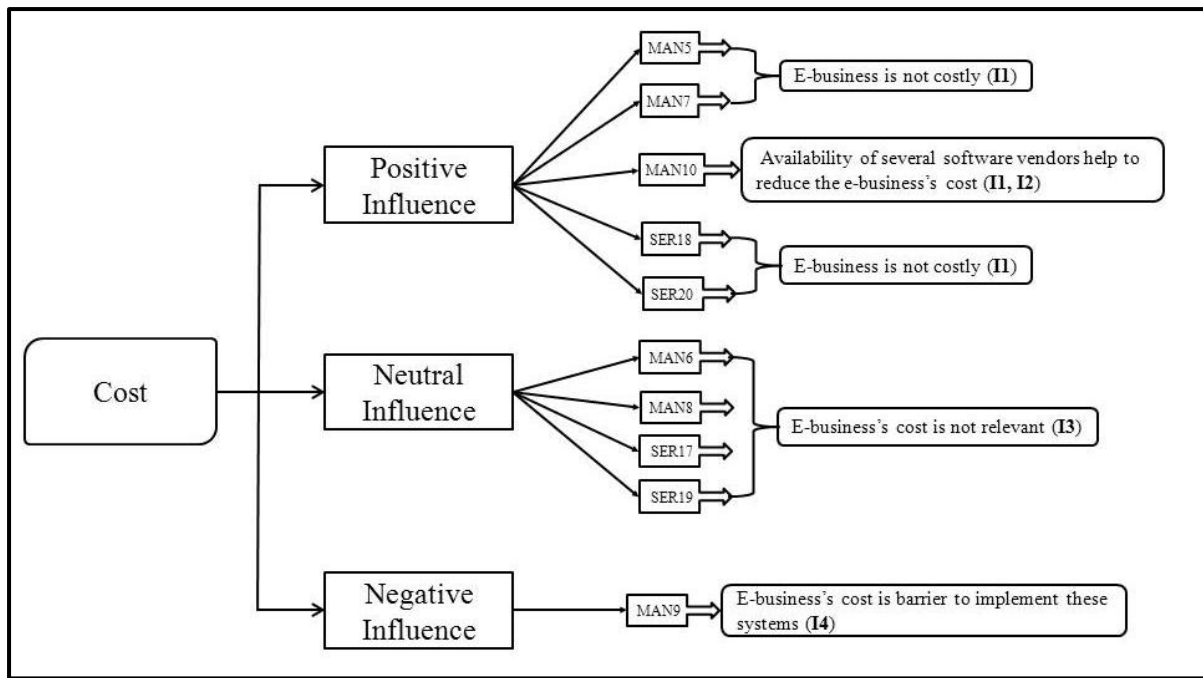 Cost
Positive
Influence
MAN5
MAN7
E-business is not costly (I1)
MAN10
Availability of several software vendors help to
reduce the e-business’s cost (I1, I2)
SER18
SER20
E-business is not costly (I1)
Neutral
Influence
MAN6
MAN8
SER17
SER19
E-business’s cost is not relevant (I3)
Negative
Influence
MAN9
E-business’s cost is barrier to implement these
systems (I4)